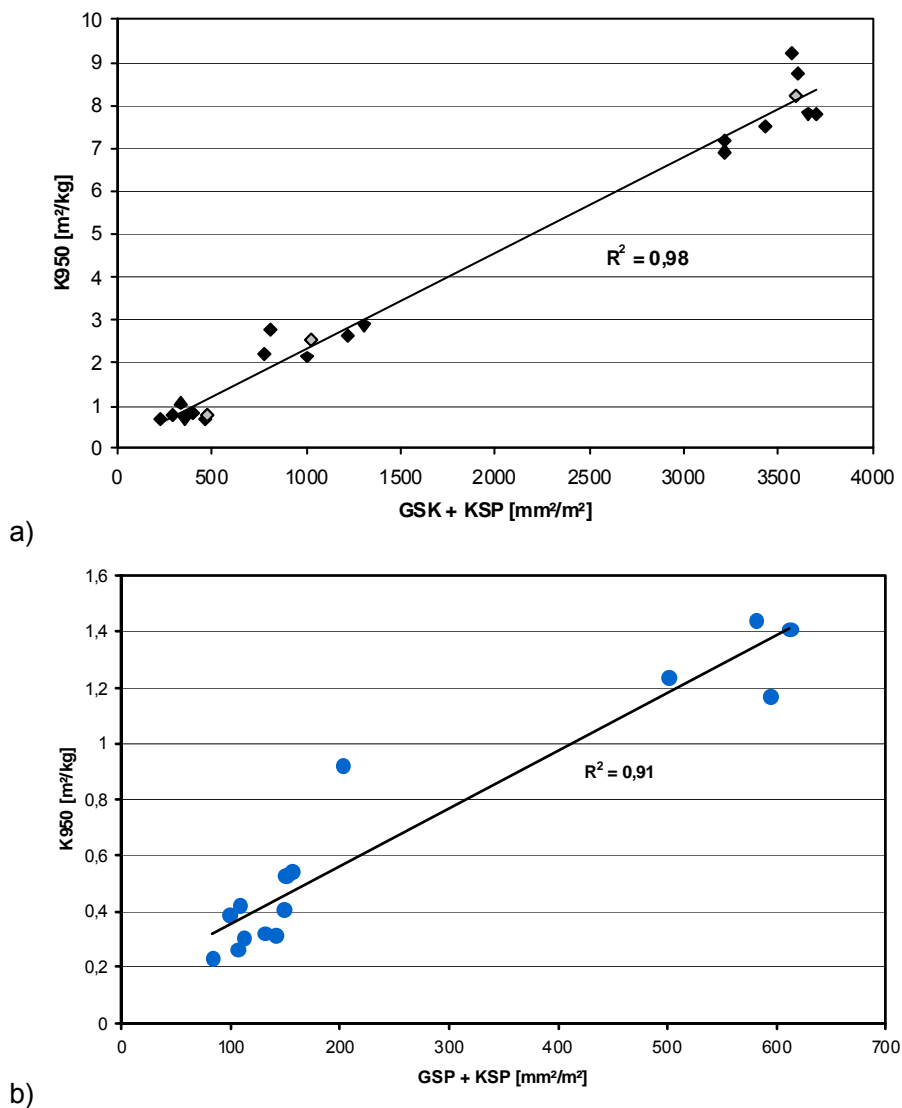 10
9
8
7
6
5
4
3
2
1
0
K950 [m²/kg]
R² = 0,98
0 500 1000 1500 2000 2500 3000 3500 4000
GSK + KSP [mm²/m²]
a)
1,6
1,4
1,2
1
0,8
0,6
0,4
0,2
0
K950 [m²/kg]
R² = 0,91
0 100 200 300 400 500 600 700
GSP + KSP [mm²/m²]
b)